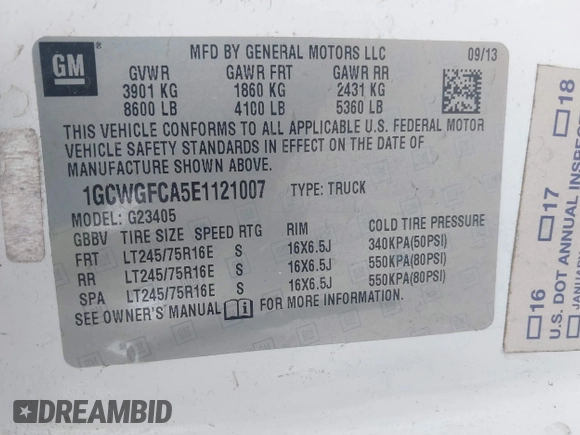 GM
MFD BY GENERAL MOTORS LLC 09/13
GVWR GAWR FRT GAWR RR
3901 KG 1860 KG 2431 KG
8600 LB 4100 LB 5360 LB
THIS VEHICLE CONFORMS TO ALL APPLICABLE U.S. FEDERAL MOTOR
VEHICLE SAFETY STANDARDS IN EFFECT ON THE DATE OF
MANUFACTURE SHOWN ABOVE.
1GCWGFCA5E1121007 TYPE: TRUCK
MODEL: G23405
GBBV TIRE SIZE SPEED RTG RIM COLD TIRE PRESSURE
FRT LT245/75R16E S 16X6.5J 340KPA(50PSI)
RR LT245/75R16E S 16X6.5J 550KPA(80PSI)
SPA LT245/75R16E S 16X6.5J 550KPA(80PSI)
SEE OWNER'S MANUAL FOR MORE INFORMATION.
16 17 18
U.S. DOT ANNUAL INSPE
DREAMBID